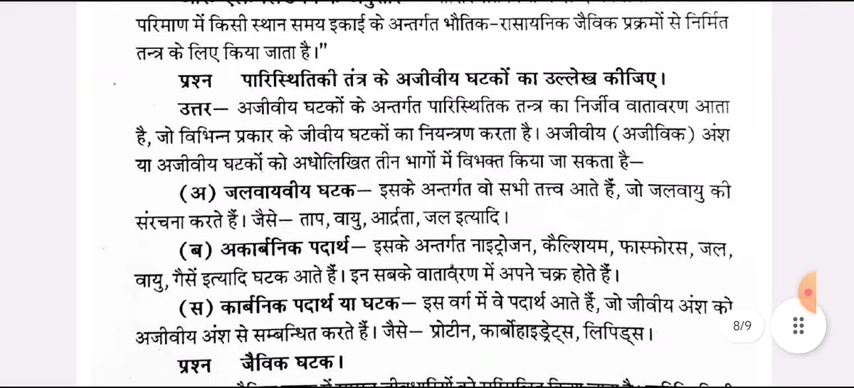 परिमाण में किसी स्थान समय इकाई के अन्तर्गत भौतिक-रासायनिक जैविक प्रक्रमों से निर्मित
तन्त्र के लिए किया जाता है।”
प्रश्न पारिस्थितिकी तंत्र के अजीवीय घटकों का उल्लेख कीजिए।
उत्तर— अजीवीय घटकों के अन्तर्गत पारिस्थितिक तन्त्र का निर्जीव वातावरण आता
है, जो विभिन्न प्रकार के जीवीय घटकों का नियन्त्रण करता है। अजीवीय (अजीविक) अंश
या अजीवीय घटकों को अधोलिखित तीन भागों में विभक्त किया जा सकता है—
(अ) जलवायवीय घटक— इसके अन्तर्गत वो सभी तत्त्व आते हैं, जो जलवायु की
संरचना करते हैं। जैसे— ताप, वायु, आर्द्रता, जल इत्यादि।
(ब) अकार्बनिक पदार्थ— इसके अन्तर्गत नाइट्रोजन, कैल्शियम, फास्फोरस, जल,
वायु, गैसें इत्यादि घटक आते हैं। इन सबके वातावरण में अपने चक्र होते हैं।
(स) कार्बनिक पदार्थ या घटक— इस वर्ग में वे पदार्थ आते हैं, जो जीवीय अंश को
अजीवीय अंश से सम्बन्धित करते हैं। जैसे— प्रोटीन, कार्बोहाइड्रेट्स, लिपिड्स।
8/9
प्रश्न जैविक घटक।